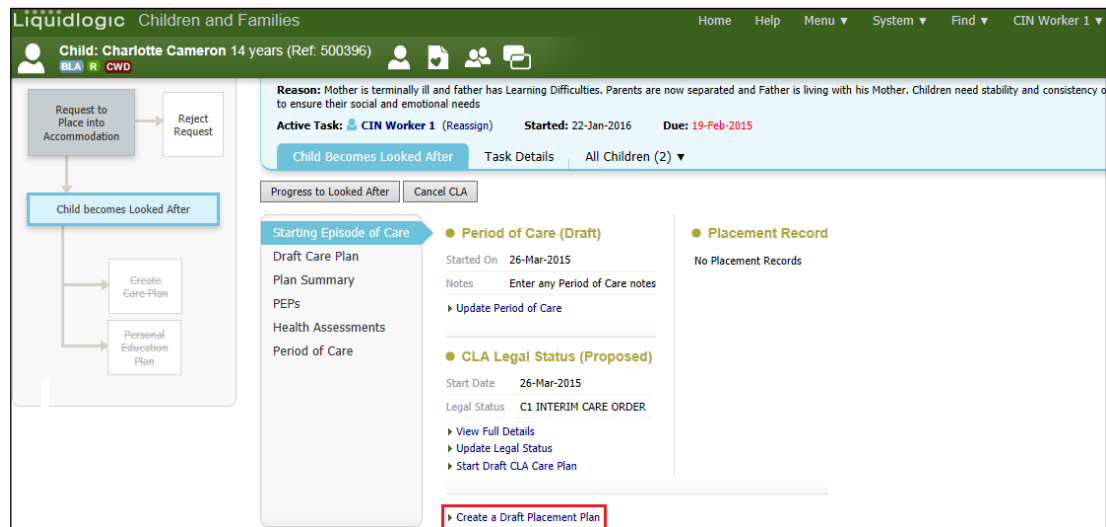 Liquidlogic Children and Families
Home Help Menu ▼ System ▼ Find ▼ CIN Worker 1 ▼
Child: Charlotte Cameron 14 years (Ref: 500396)
BLA R CWD
Request to
Place into
Accommodation
Reject
Request
Child becomes Looked After
Create
Care Plan
Personal
Education
Plan
Reason: Mother is terminally ill and father has Learning Difficulties. Parents are now separated and Father is living with his Mother. Children need stability and consistency o
to ensure their social and emotional needs
Active Task: CIN Worker 1 (Reassign) Started: 22-Jan-2016 Due: 19-Feb-2015
Child Becomes Looked After Task Details All Children (2) ▼
Progress to Looked After Cancel CLA
Starting Episode of Care
Draft Care Plan
Plan Summary
PEPs
Health Assessments
Period of Care
Period of Care (Draft)
Started On 26-Mar-2015
Notes Enter any Period of Care notes
Update Period of Care
CLA Legal Status (Proposed)
Start Date 26-Mar-2015
Legal Status C1 INTERIM CARE ORDER
View Full Details
Update Legal Status
Start Draft CLA Care Plan
Create a Draft Placement Plan
Placement Record
No Placement Records